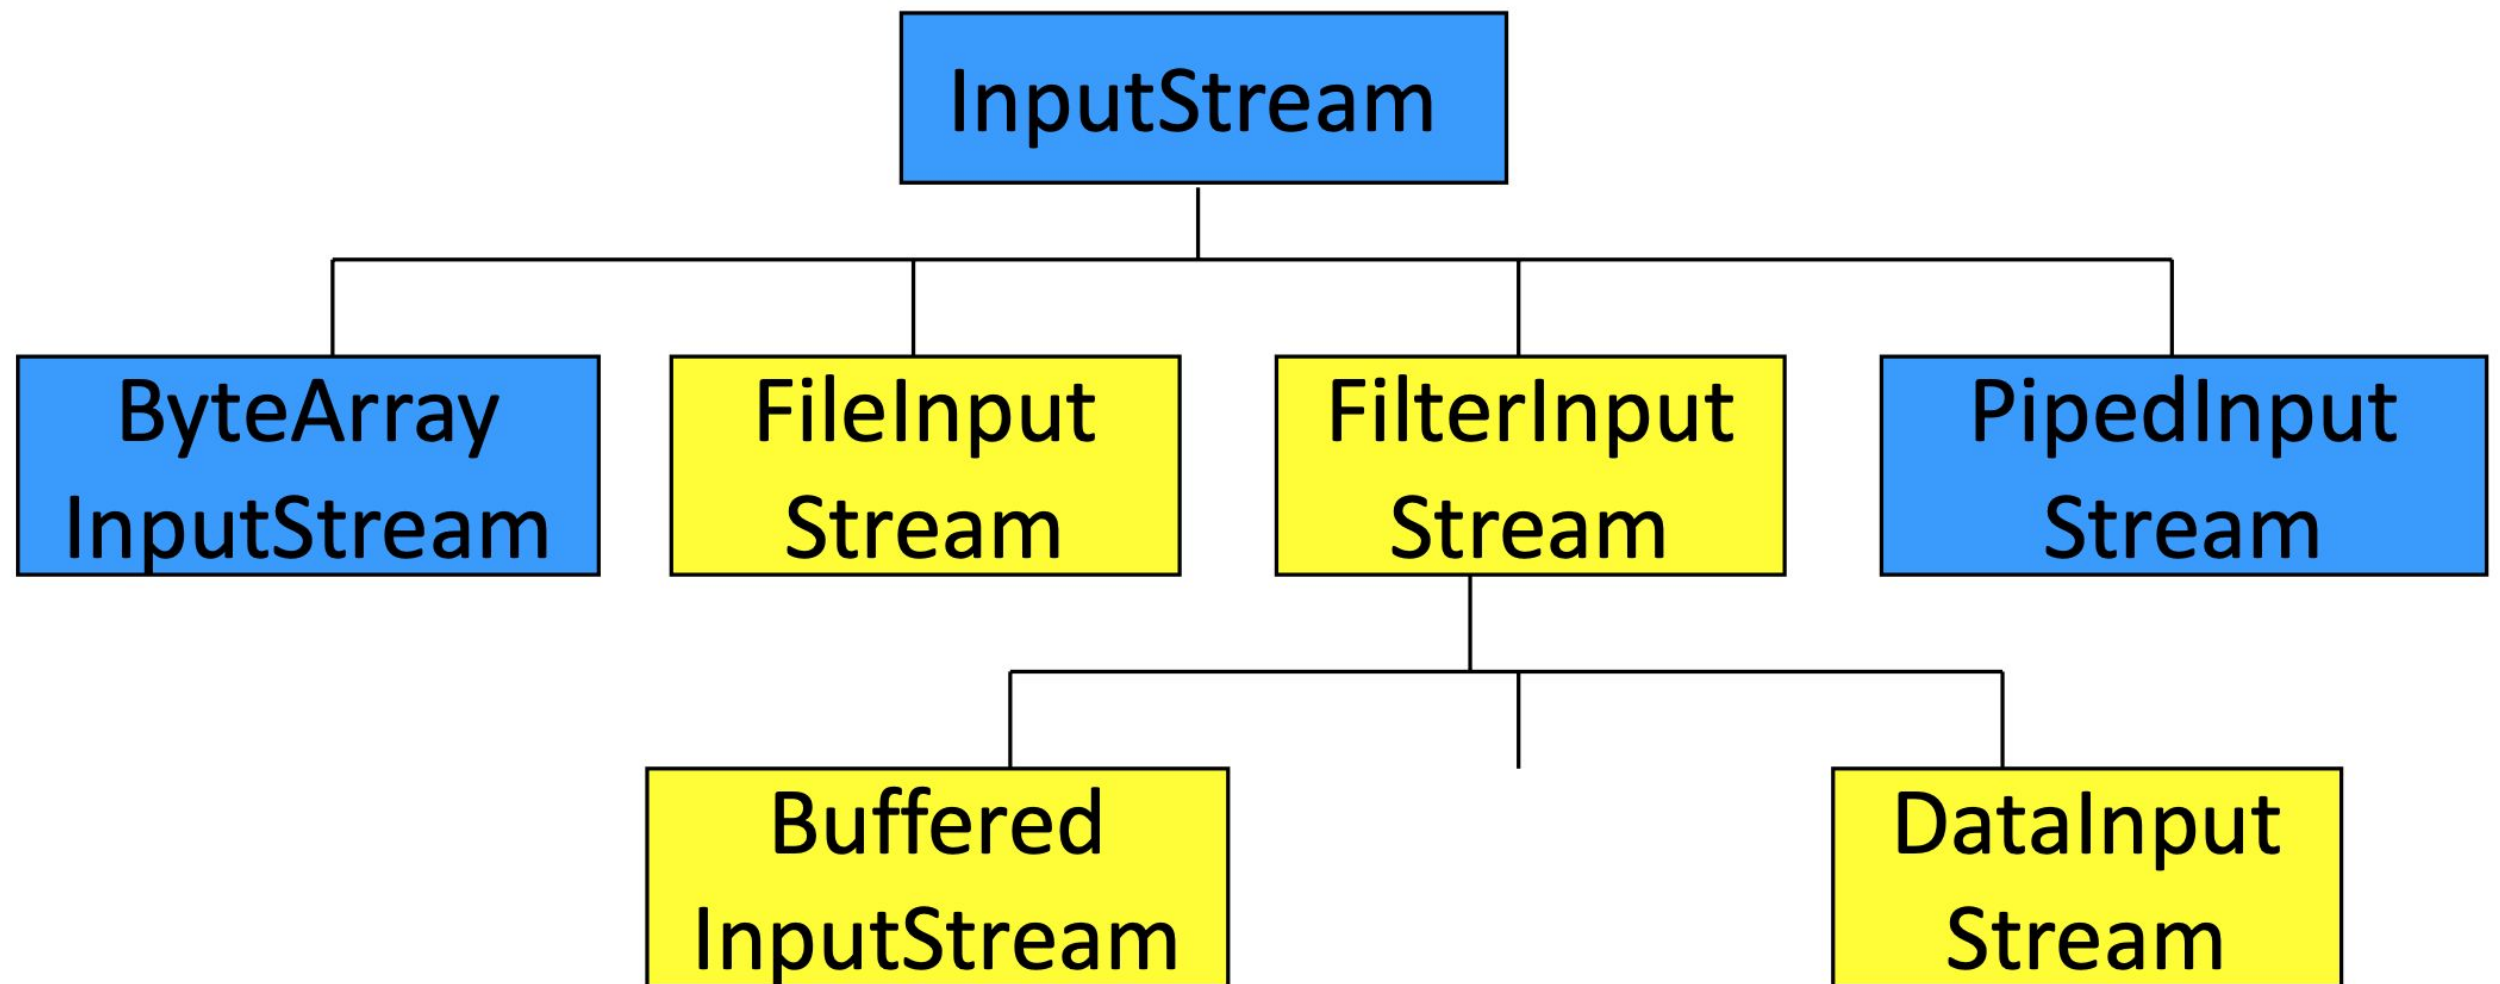 InputStream
ByteArray
InputStream
FileInput
Stream
FilterInput
Stream
PipedInput
Stream
Buffered
InputStream
DataInput
Stream